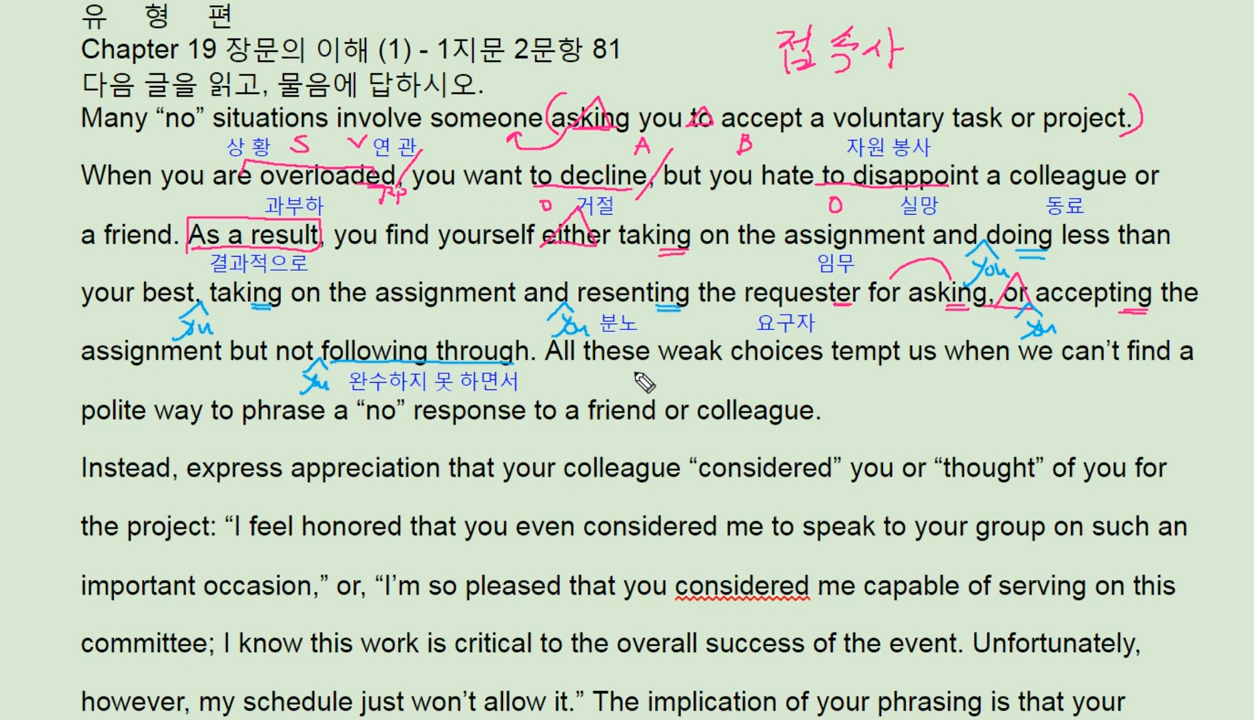 유 형 편
Chapter 19 장문의 이해 (1) - 1지문 2문항 81
접속사
다음 글을 읽고, 물음에 답하시오.
Many “no” situations involve someone (asking you to accept a voluntary task or project.)
상황 S V 연관 A B 자원 봉사
When you are overloaded, you want to decline, but you hate to disappoint a colleague or
과부하 P.P O 거절 O 실망 동료
a friend. As a result, you find yourself either taking on the assignment and doing less than
결과적으로 임무 you
your best, taking on the assignment and resenting the requester for asking, or accepting the
you you 분노 요구자 you
assignment but not following through. All these weak choices tempt us when we can’t find a
you 완수하지 못 하면서
polite way to phrase a “no” response to a friend or colleague.
Instead, express appreciation that your colleague “considered” you or “thought” of you for
the project: “I feel honored that you even considered me to speak to your group on such an
important occasion,” or, “I’m so pleased that you considered me capable of serving on this
committee; I know this work is critical to the overall success of the event. Unfortunately,
however, my schedule just won’t allow it.” The implication of your phrasing is that your